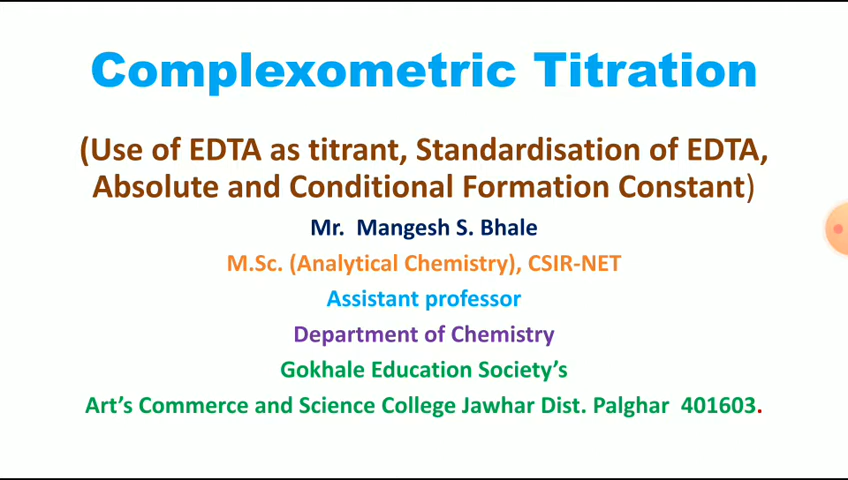 Complexometric Titration
(Use of EDTA as titrant, Standardisation of EDTA,
Absolute and Conditional Formation Constant)
Mr. Mangesh S. Bhale
M.Sc. (Analytical Chemistry), CSIR-NET
Assistant professor
Department of Chemistry
Gokhale Education Society's
Art's Commerce and Science College Jawhar Dist. Palghar 401603.